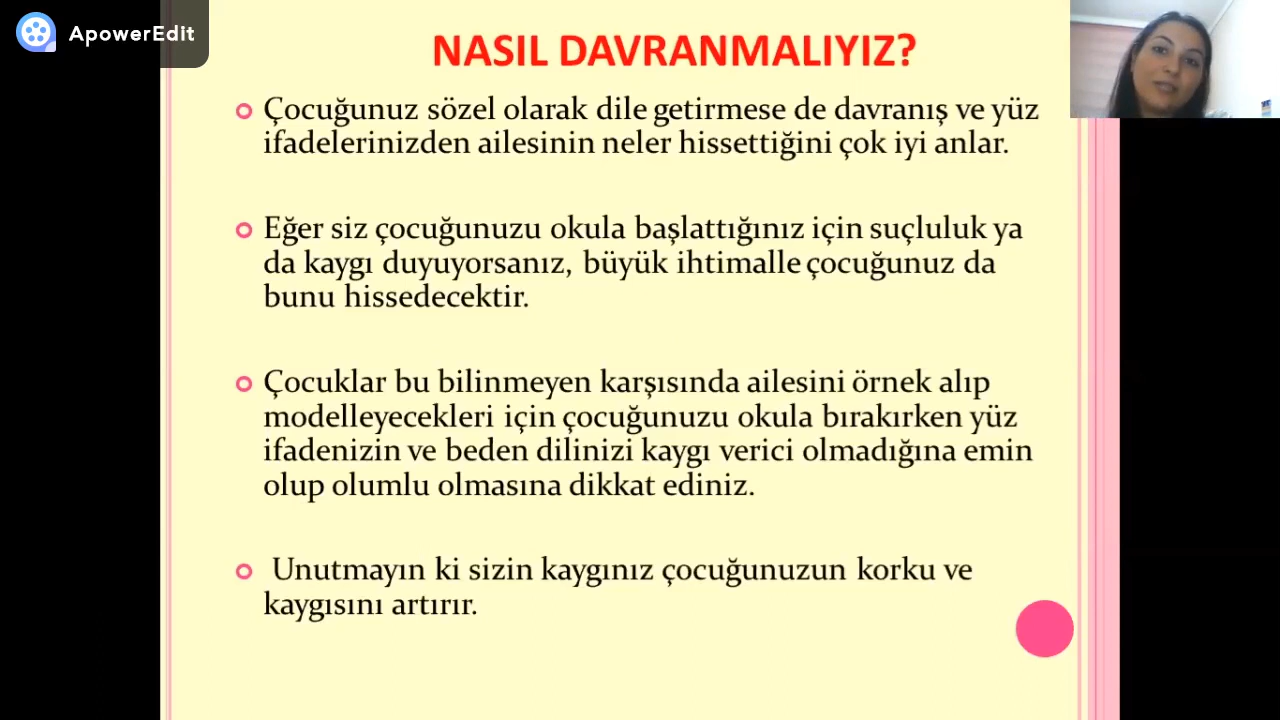 ApowerEdit
NASIL DAVRANMALIYIZ?
Çocuğunuz sözel olarak dile getirmese de davranış ve yüz
ifadelerinizden ailesinin neler hissettiğini çok iyi anlar.
Eğer siz çocuğunuzu okula başlattığınız için suçluluk ya
da kaygı duyuyorsanız, büyük ihtimalle çocuğunuz da
bunu hissedecektir.
Çocuklar bu bilinmeyen karşısında ailesini örnek alıp
modelleyecekleri için çocuğunuzu okula bırakırken yüz
ifadenizin ve beden dilinizi kaygı verici olmadığına emin
olup olumlu olmasına dikkat ediniz.
Unutmayın ki sizin kaygınız çocuğunuzun korku ve
kaygısını artırır.